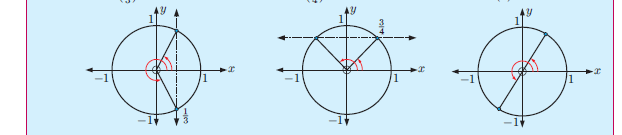 y y y
1 1 3/4 1
−1 1 x −1 1 x −1 1 x
1/3
−1 −1 −1